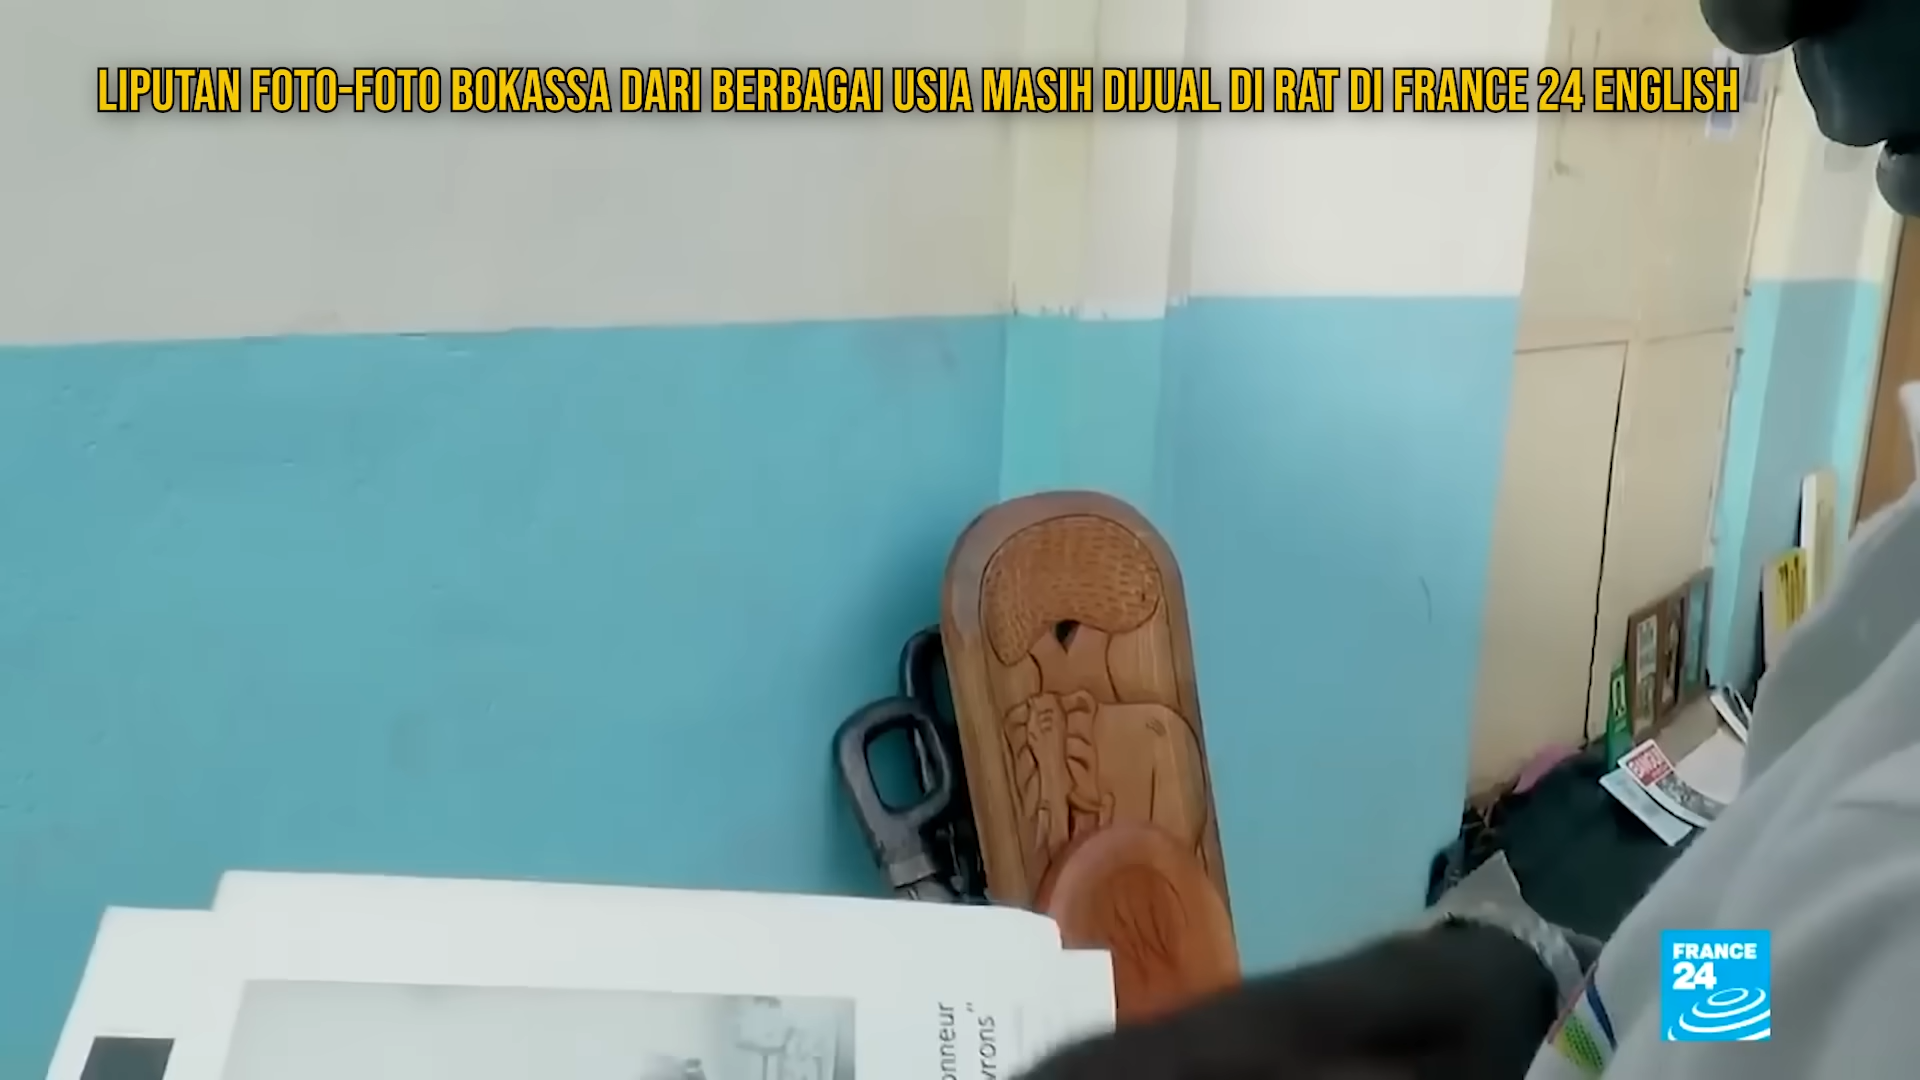 LIPUTAN FOTO-FOTO BOKASSA DARI BERBAGAI USIA MASIH DIJUAL DI RAT DI FRANCE 24 ENGLISH
BANGUI
FRANCE
24
onneur
vrons"